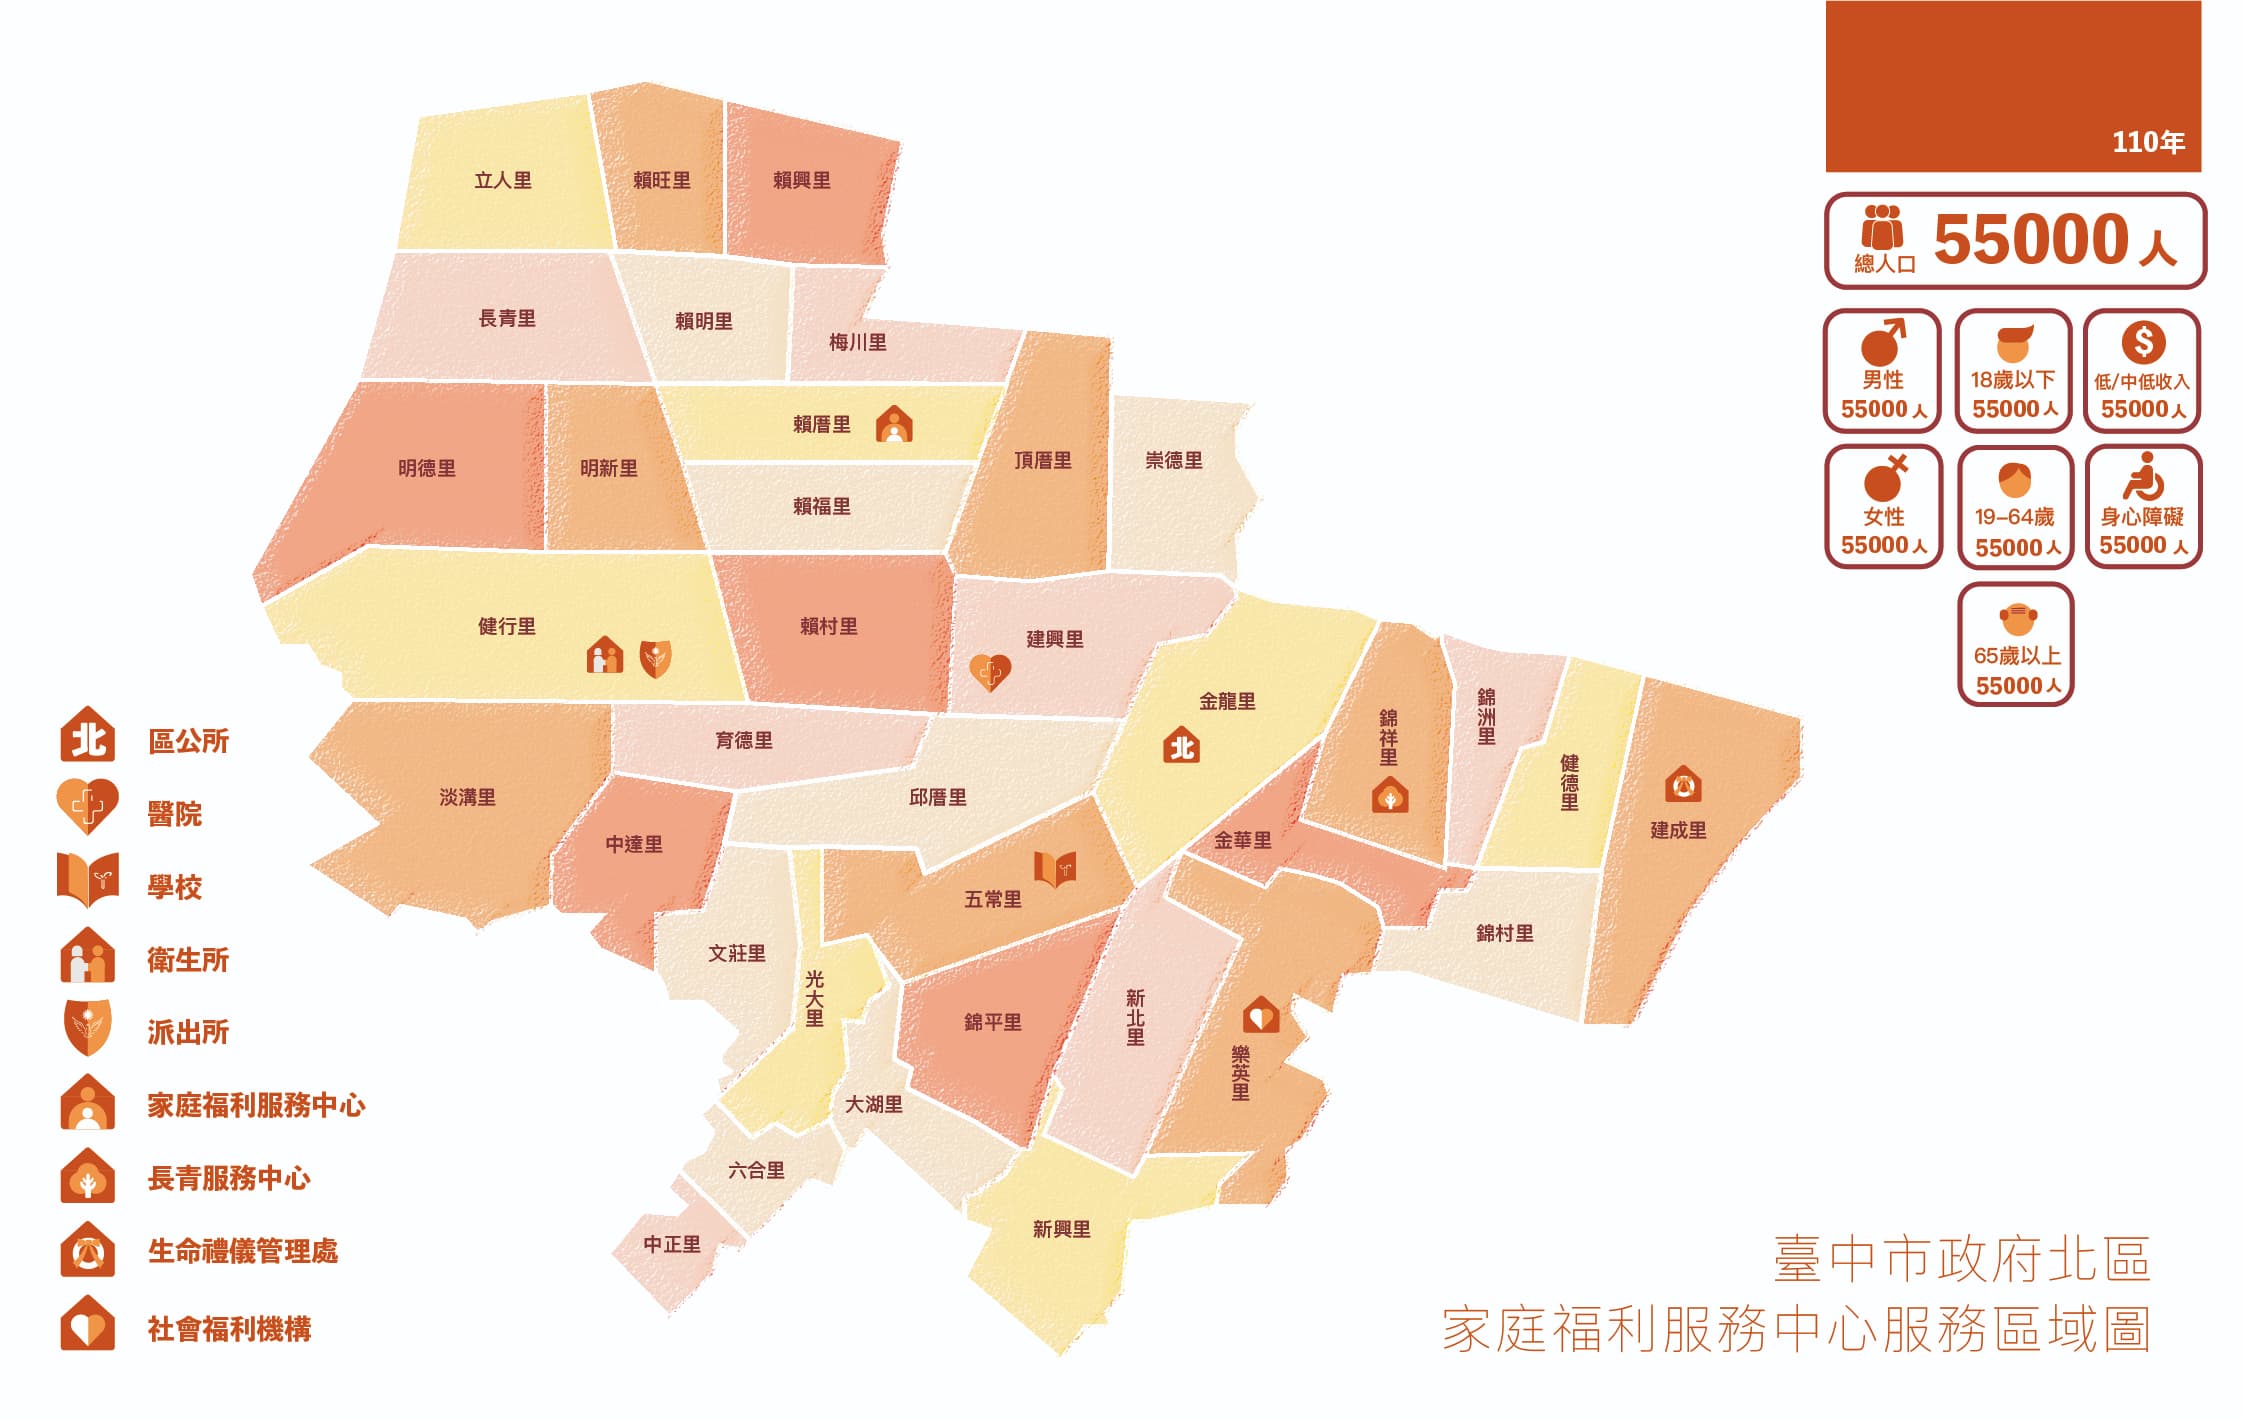 110年
總人口 55000人
男性
55000人
18歲以下
55000人
低/中低收入
55000人
女性
55000人
19-64歲
55000人
身心障礙
55000人
65歲以上
55000人
立人里
賴旺里
賴興里
長青里
賴明里
梅川里
賴厝里
明德里
明新里
頂厝里
崇德里
賴福里
健行里
賴村里
建興里
金龍里
錦祥里
錦洲里
健德里
建成里
育德里
淡溝里
邱厝里
中達里
金華里
五常里
錦村里
文莊里
光大里
錦平里
新北里
樂英里
大湖里
六合里
中正里
新興里
北
北
區公所
醫院
學校
衛生所
派出所
家庭福利服務中心
長青服務中心
生命禮儀管理處
社會福利機構
臺中市政府北區
家庭福利服務中心服務區域圖